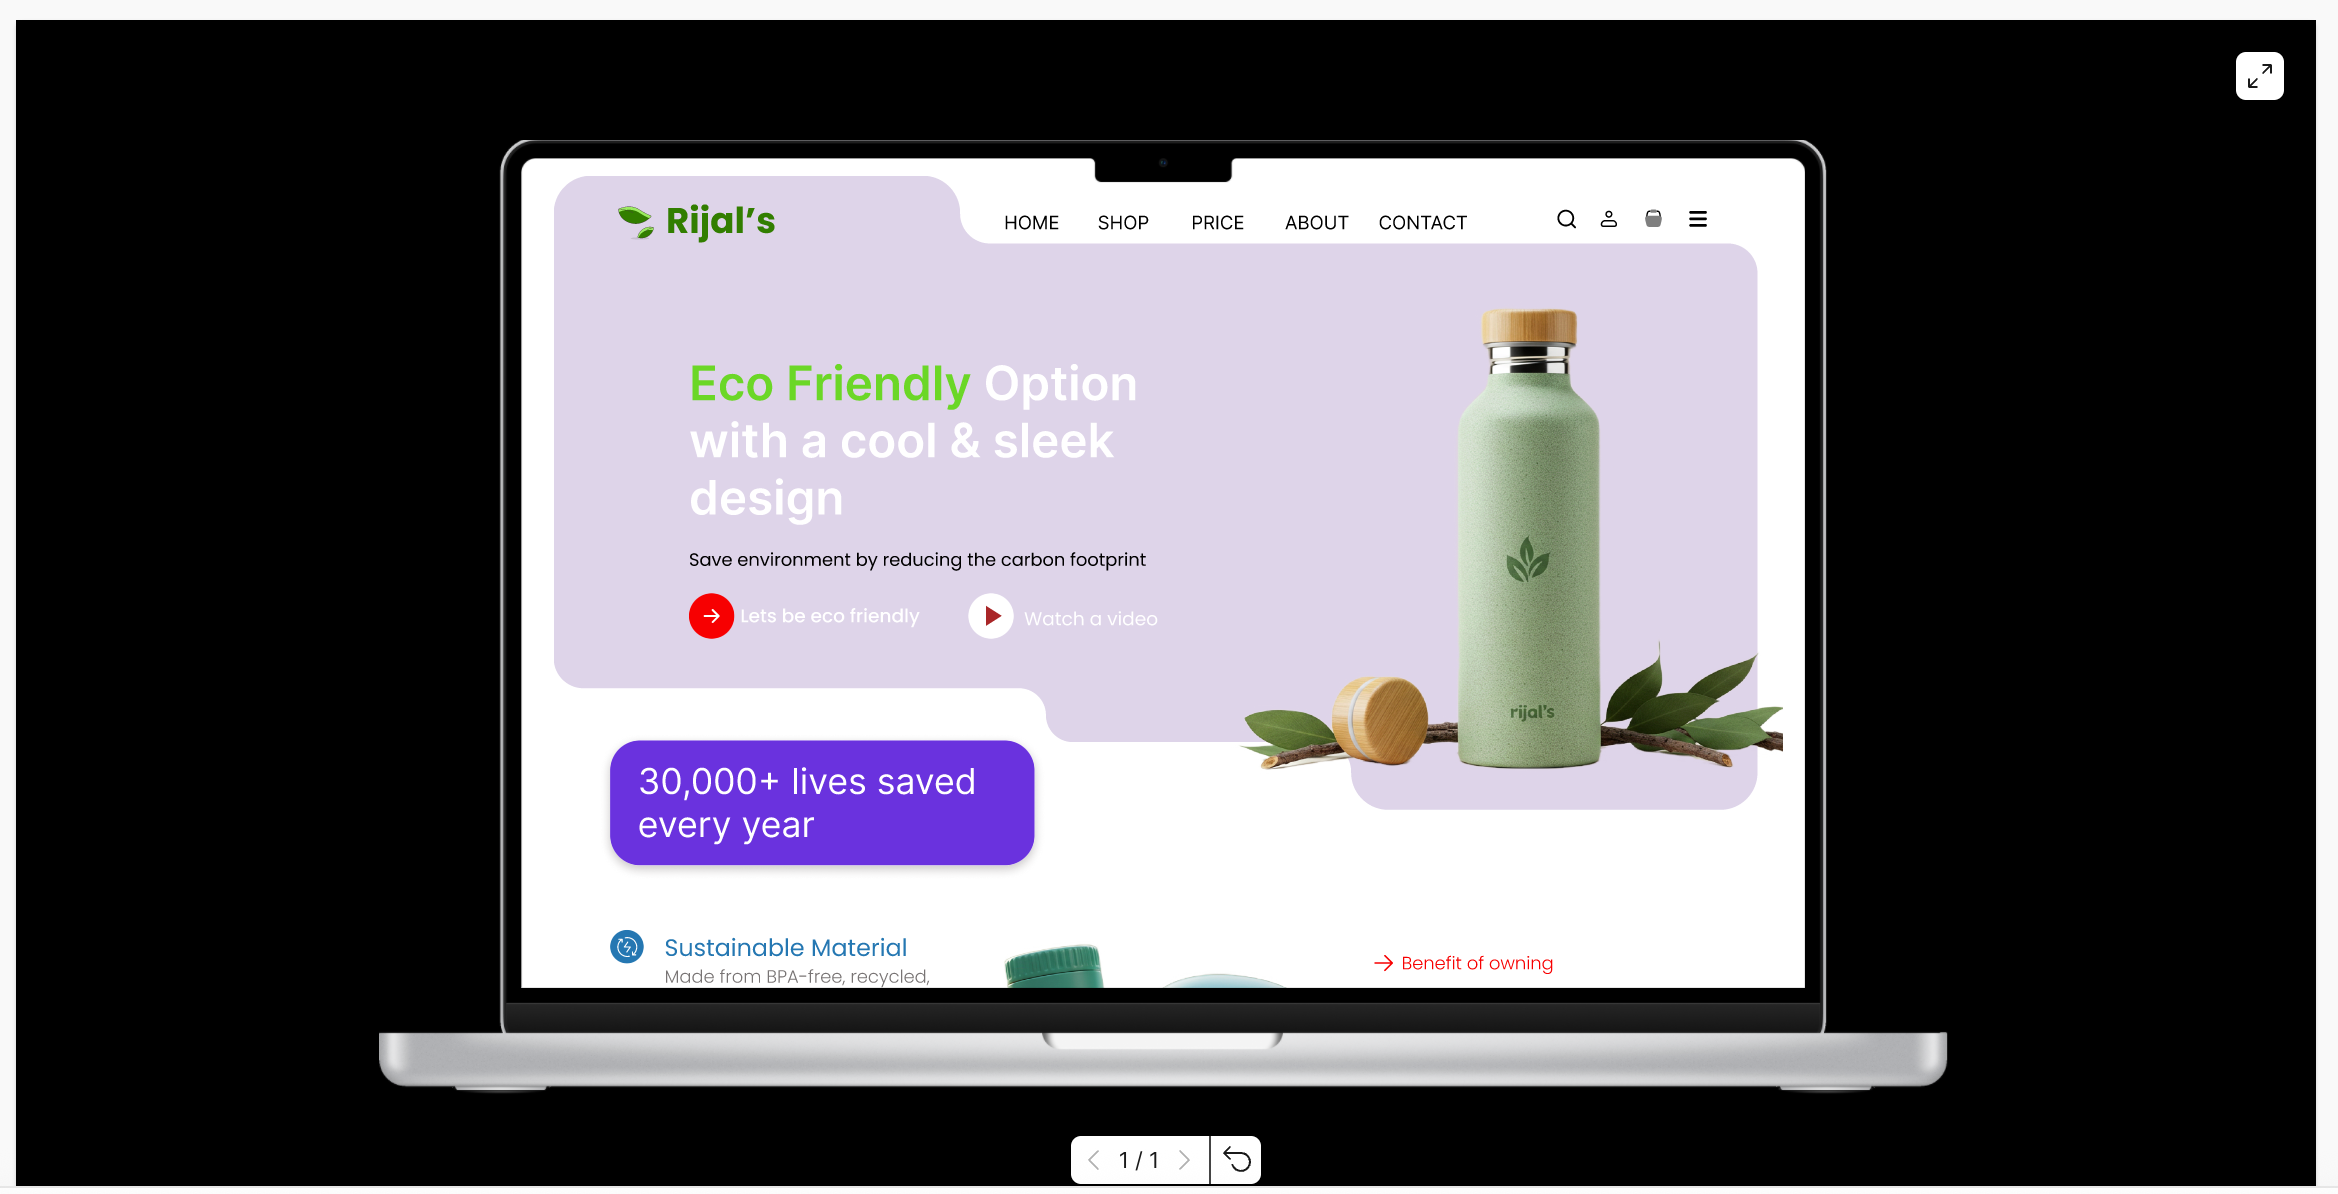 Rijal's
HOME SHOP PRICE ABOUT CONTACT
Eco Friendly Option
with a cool & sleek
design
Save environment by reducing the carbon footprint
Lets be eco friendly
Watch a video
rijal's
30,000+ lives saved
every year
Sustainable Material
Made from BPA-free, recycled,
Benefit of owning
1 / 1